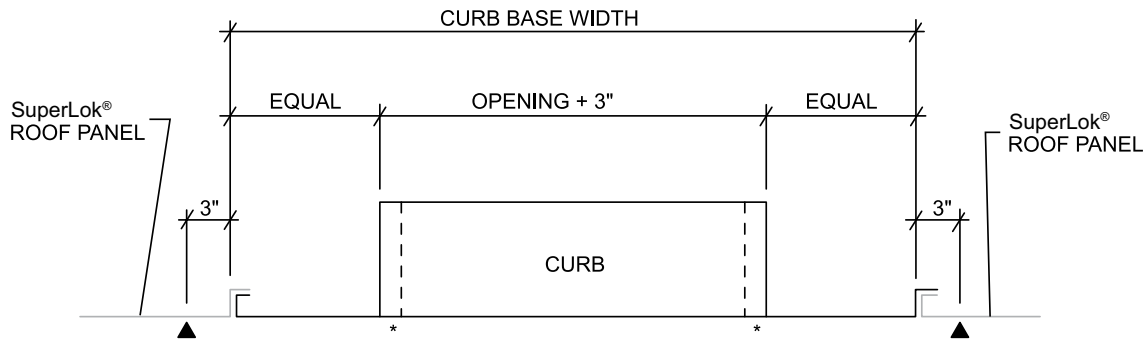 CURB BASE WIDTH
EQUAL
OPENING + 3"
EQUAL
SuperLok®
ROOF PANEL
SuperLok®
ROOF PANEL
3"
3"
CURB
*
*